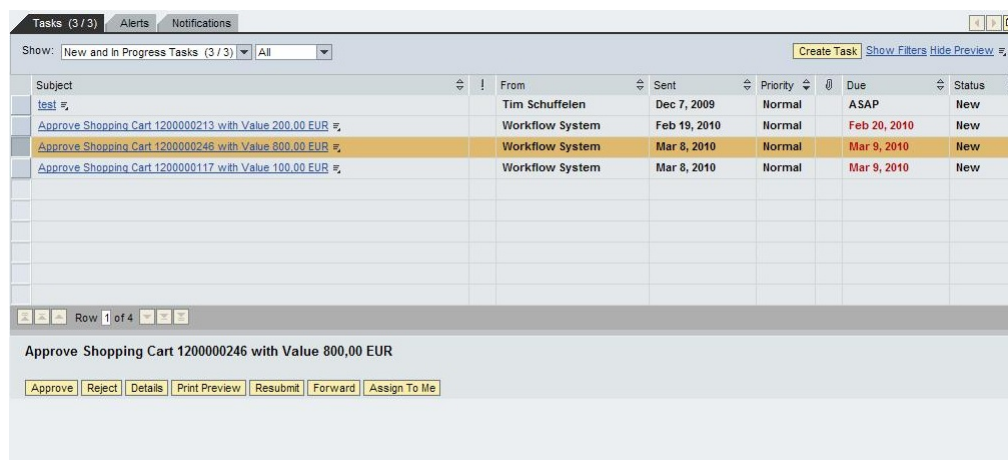 Tasks (3 / 3) Alerts Notifications
Show: New and In Progress Tasks (3 / 3) All Create Task Show Filters Hide Preview
Subject ! From Sent Priority Due Status
test Tim Schuffelen Dec 7, 2009 Normal ASAP New
Approve Shopping Cart 1200000213 with Value 200,00 EUR Workflow System Feb 19, 2010 Normal Feb 20, 2010 New
Approve Shopping Cart 1200000246 with Value 800,00 EUR Workflow System Mar 8, 2010 Normal Mar 9, 2010 New
Approve Shopping Cart 1200000117 with Value 100,00 EUR Workflow System Mar 8, 2010 Normal Mar 9, 2010 New
Row 1 of 4
Approve Shopping Cart 1200000246 with Value 800,00 EUR
Approve Reject Details Print Preview Resubmit Forward Assign To Me